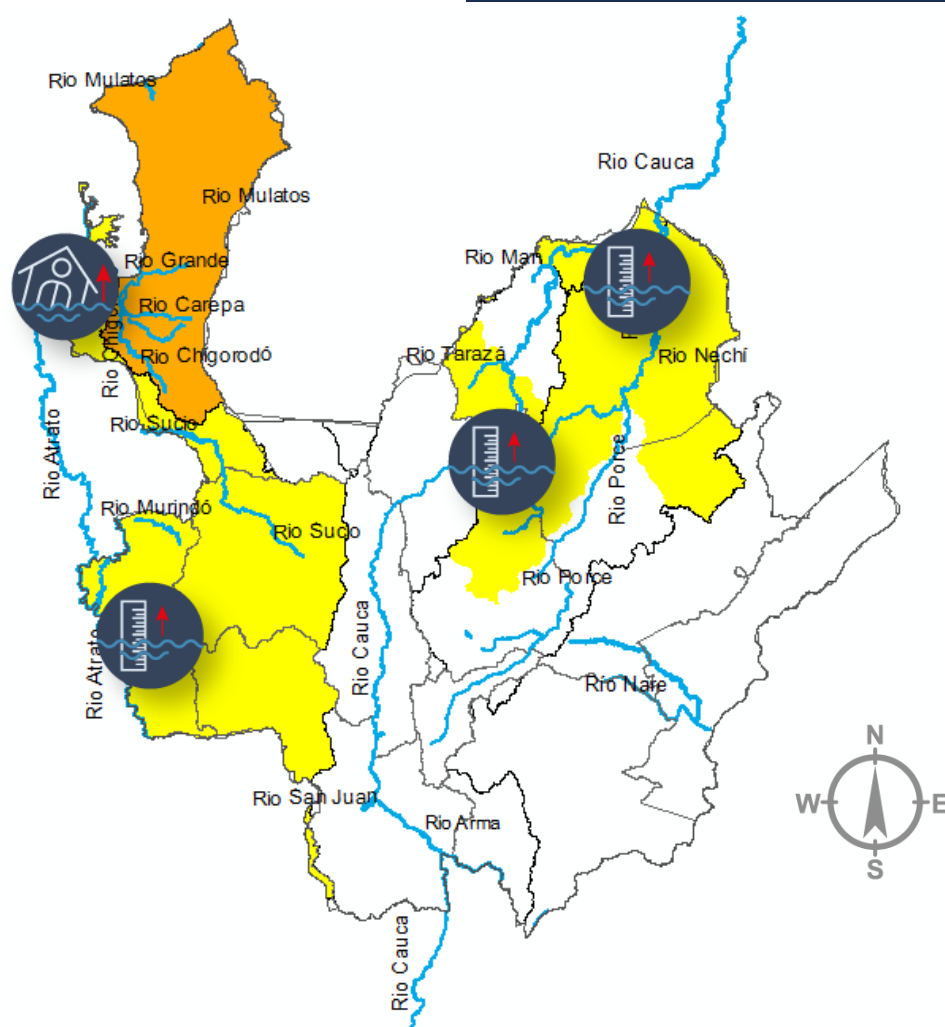 Rio Mulatos
Rio Cauca
Rio Mulatos
Rio Man
Rio Grande
Rio Carepa
Rio Chigorodó
Rio Tarazá
Rio Nechí
Rio Sucio
Rio Atrato
Rio Porce
Rio Murindó
Rio Sucio
Rio Porce
Rio Cauca
Rio Atrato
Rio Nare
Rio San Juan
Rio Arma
Rio Cauca
N
W
E
S